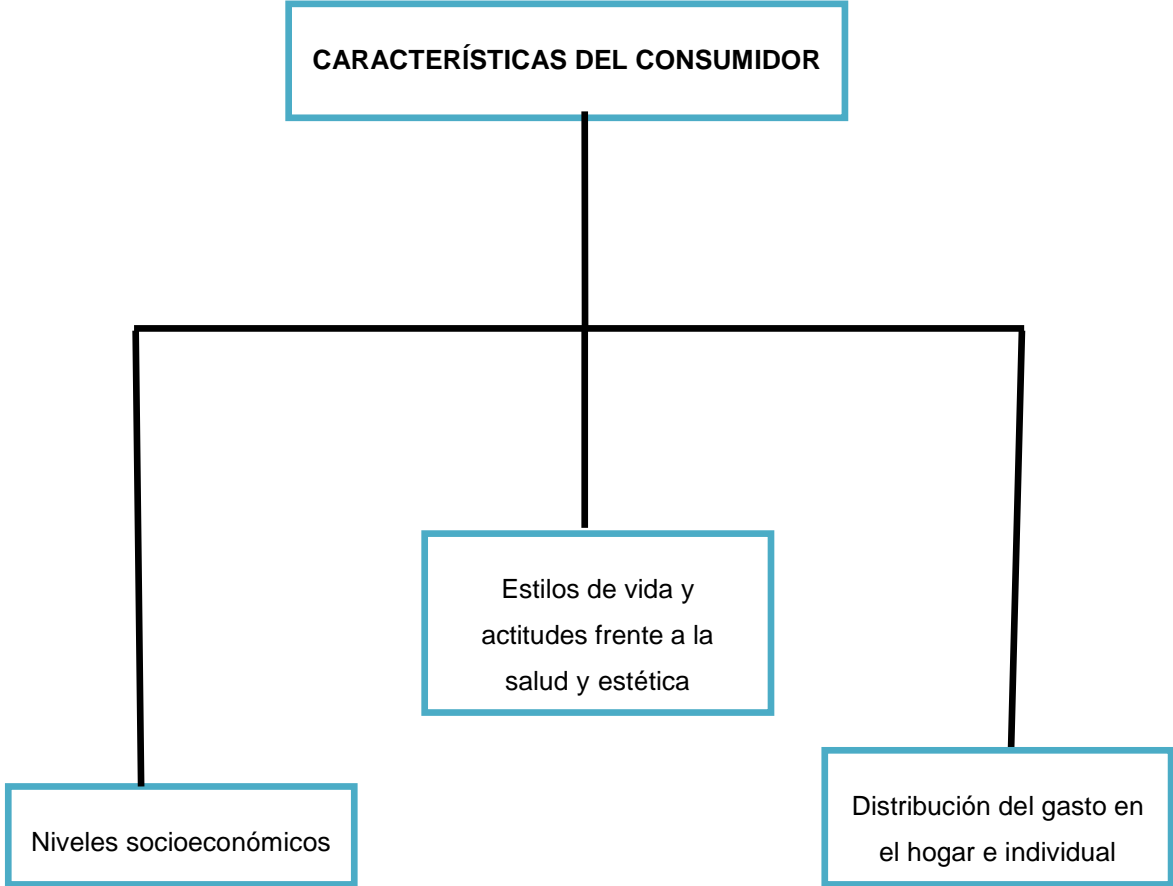 CARACTERÍSTICAS DEL CONSUMIDOR
Estilos de vida y
actitudes frente a la
salud y estética
Niveles socioeconómicos
Distribución del gasto en
el hogar e individual